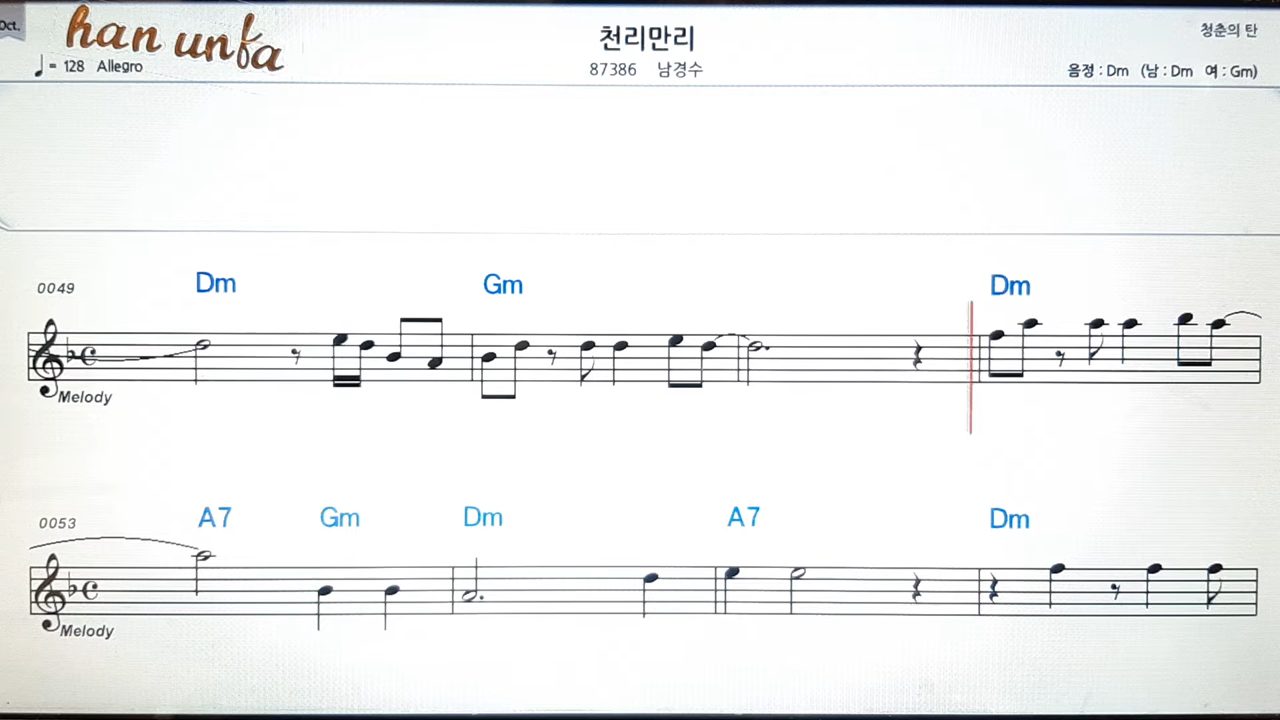 Oct.
han unfa
천리만리
청춘의 탄
♩ = 128 Allegro
87386 남경수
음정 : Dm (남 : Dm 여 : Gm)
0049 Dm Gm Dm
Melody
0053 A7 Gm Dm A7 Dm
Melody